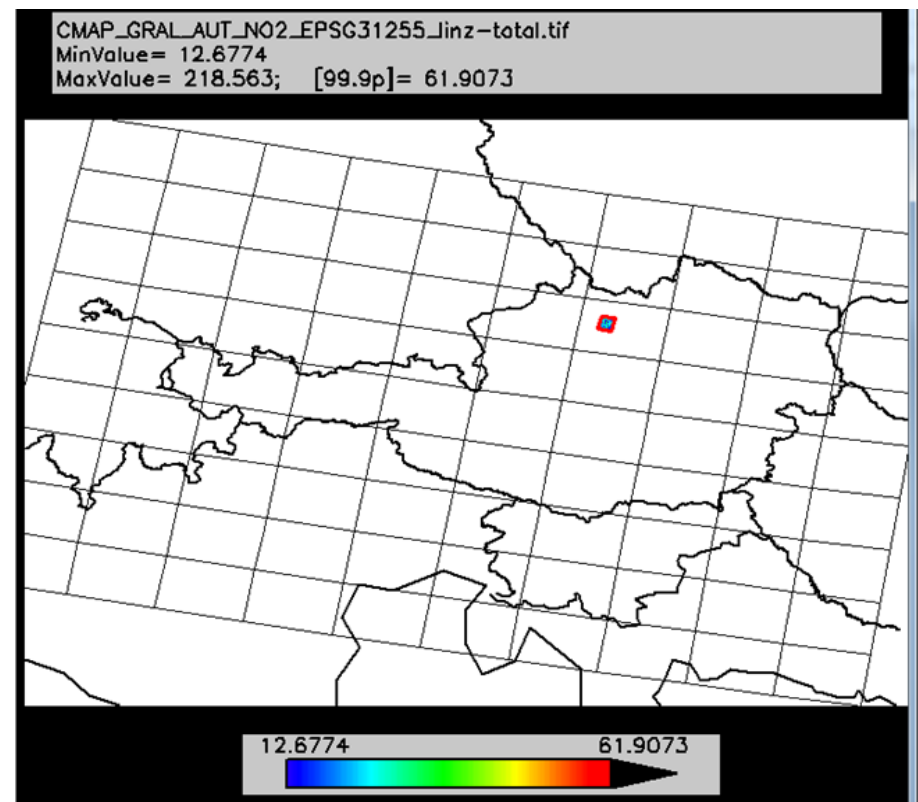 CMAP_GRAL_AUT_NO2_EPSG31255_linz-total.tif
MinValue= 12.6774
MaxValue= 218.563; [99.9p]= 61.9073
12.6774 61.9073